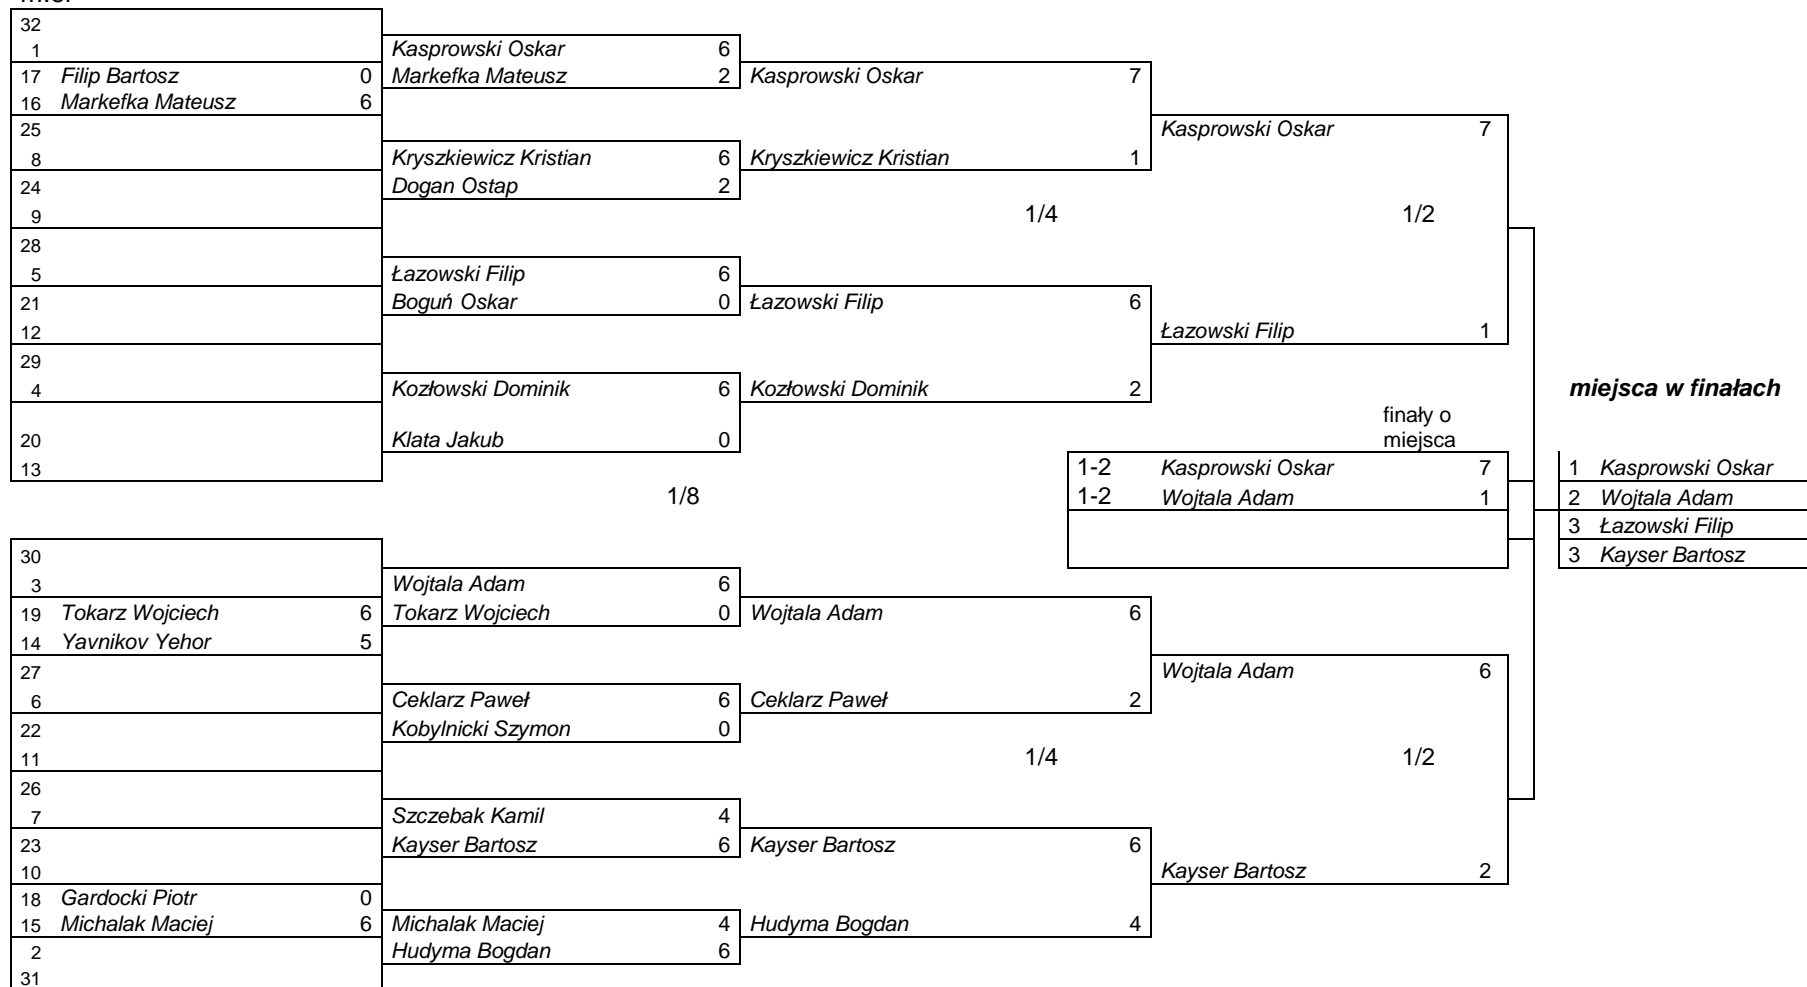 32
1 Kasprowski Oskar 6
17 Filip Bartosz 0 Markefka Mateusz 2 Kasprowski Oskar 7
16 Markefka Mateusz 6
25 Kasprowski Oskar 7
8 Kryszkiewicz Kristian 6 Kryszkiewicz Kristian 1
24 Dogan Ostap 2
9 1/4 1/2
28
5 Łazowski Filip 6
21 Boguń Oskar 0 Łazowski Filip 6
12 Łazowski Filip 1
29
4 Kozłowski Dominik 6 Kozłowski Dominik 2 miejsca w finałach
finały o
20 Klata Jakub 0 miejsca
13 1-2 Kasprowski Oskar 7 1 Kasprowski Oskar
1/8 1-2 Wojtala Adam 1 2 Wojtala Adam
3 Łazowski Filip
30 3 Kayser Bartosz
3 Wojtala Adam 6
19 Tokarz Wojciech 6 Tokarz Wojciech 0 Wojtala Adam 6
14 Yavnikov Yehor 5
27 Wojtala Adam 6
6 Ceklarz Paweł 6 Ceklarz Paweł 2
22 Kobylnicki Szymon 0
11 1/4 1/2
26
7 Szczebak Kamil 4
23 Kayser Bartosz 6 Kayser Bartosz 6
10 Kayser Bartosz 2
18 Gardocki Piotr 0
15 Michalak Maciej 6 Michalak Maciej 4 Hudyma Bogdan 4
2 Hudyma Bogdan 6
31